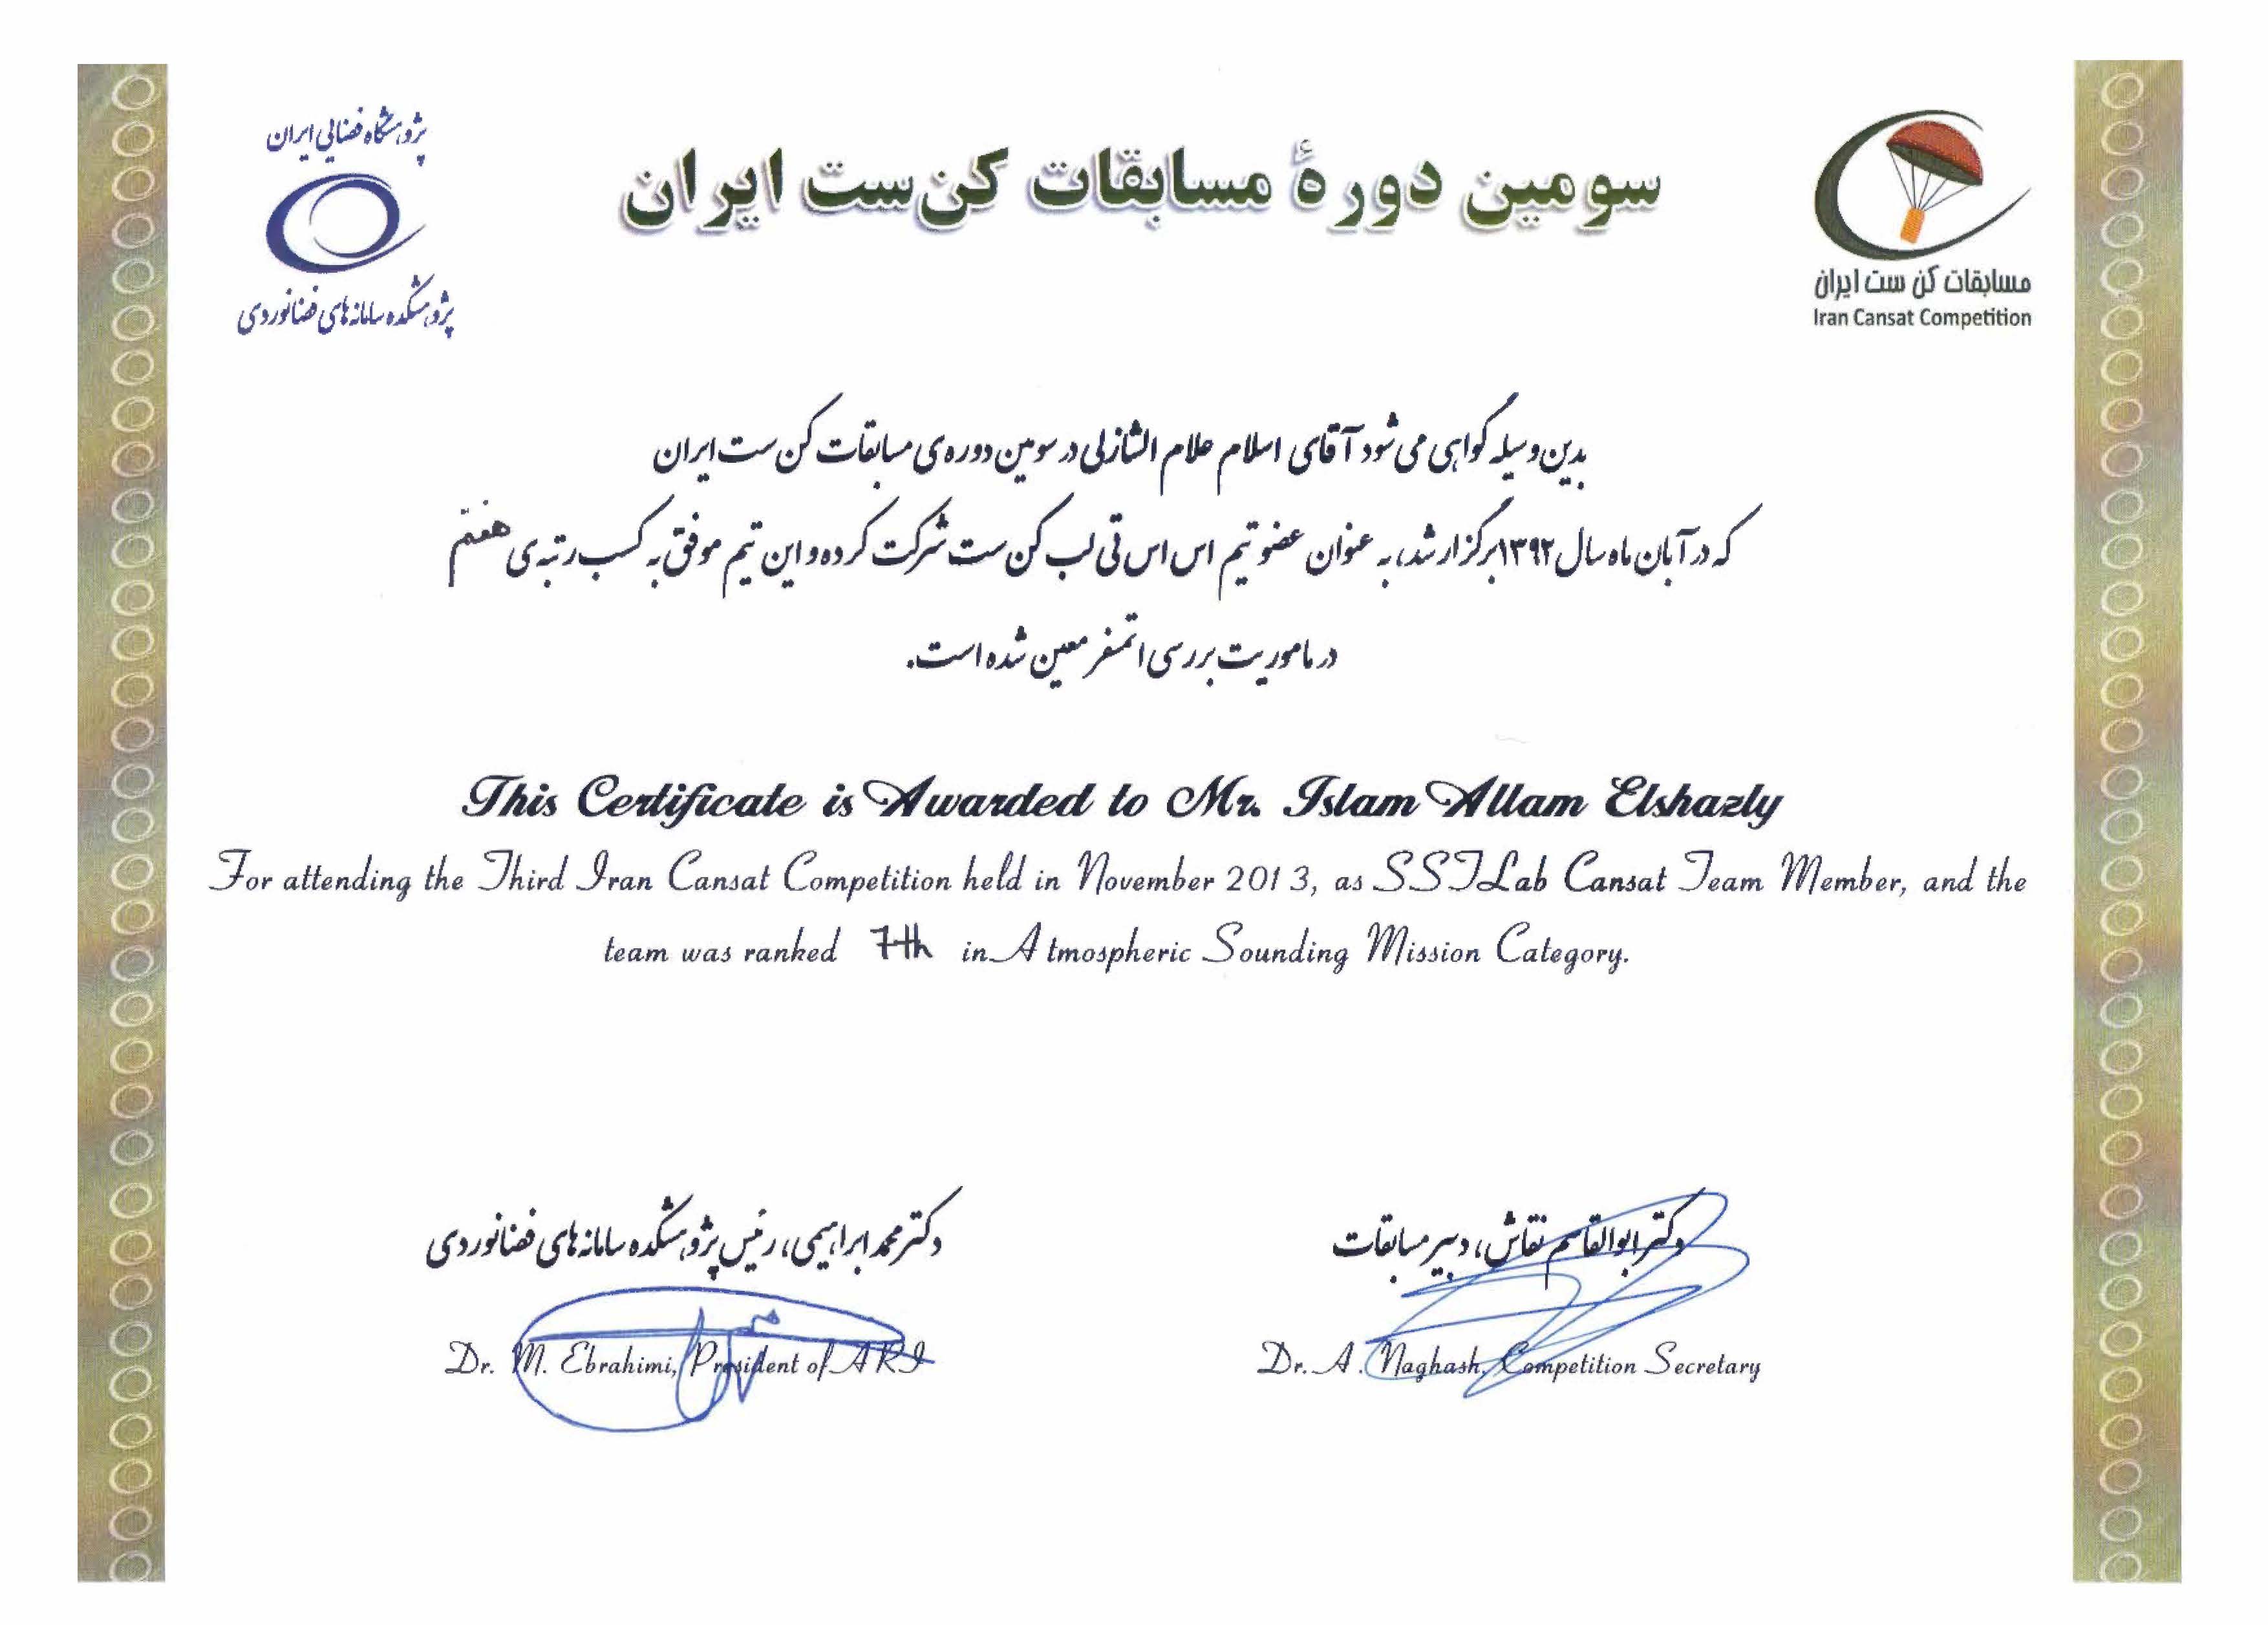 پژوهشگاه فضایی ایران
پژوهشکده سامانه‌های فضانوردی
سومین دورهٔ مسابقات کن‌ست ایران
مسابقات کن ست ایران
Iran Cansat Competition
بدین وسیله گواهی می شود آقای اسلام علام الشازلی در سومین دوره‌ی مسابقات کن ست ایران
که در آبان ماه سال ۱۳۹۲ برگزار شد، به عنوان عضو تیم اس اس تی لب کن ست شرکت کرده و این تیم موفق به کسب رتبه ی هفتم
در ماموریت بررسی اتمسفر معین شده است.
This Certificate is Awarded to Mr. Islam Allam Elshazly
For attending the Third Iran Cansat Competition held in November 2013, as SSTLab Cansat Team Member, and the
team was ranked 7th in Atmospheric Sounding Mission Category.
دکتر محمد ابراهیمی، رئیس پژوهشکده سامانه‌های فضانوردی
Dr. M. Ebrahimi, President of ARI
دکتر ابوالقاسم نقاش، دبیر مسابقات
Dr. A. Naghash, Competition Secretary